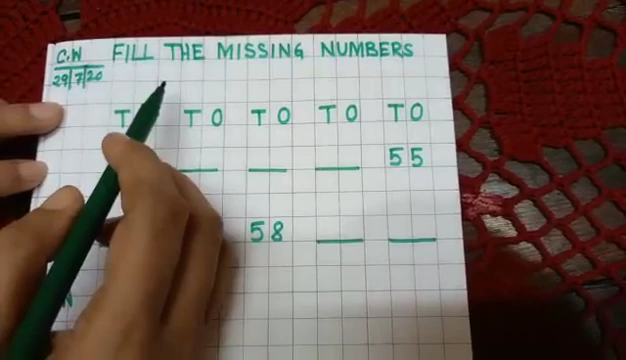 C.W FILL THE MISSING NUMBERS
29/7/20
T T O T O T O T O
55
58